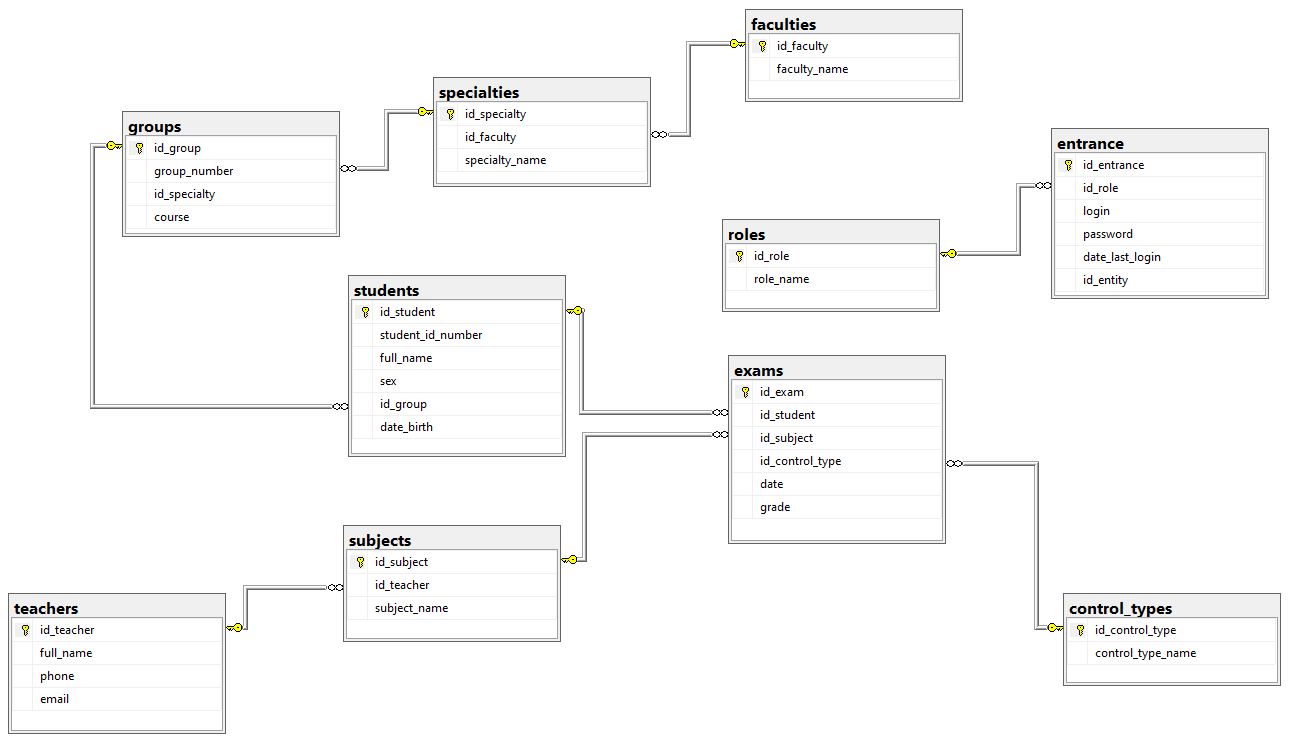 faculties
id_faculty
faculty_name
specialties
id_specialty
id_faculty
specialty_name
groups
id_group
group_number
id_specialty
course
entrance
id_entrance
id_role
login
password
date_last_login
id_entity
roles
id_role
role_name
students
id_student
student_id_number
full_name
sex
id_group
date_birth
exams
id_exam
id_student
id_subject
id_control_type
date
grade
subjects
id_subject
id_teacher
subject_name
teachers
id_teacher
full_name
phone
email
control_types
id_control_type
control_type_name